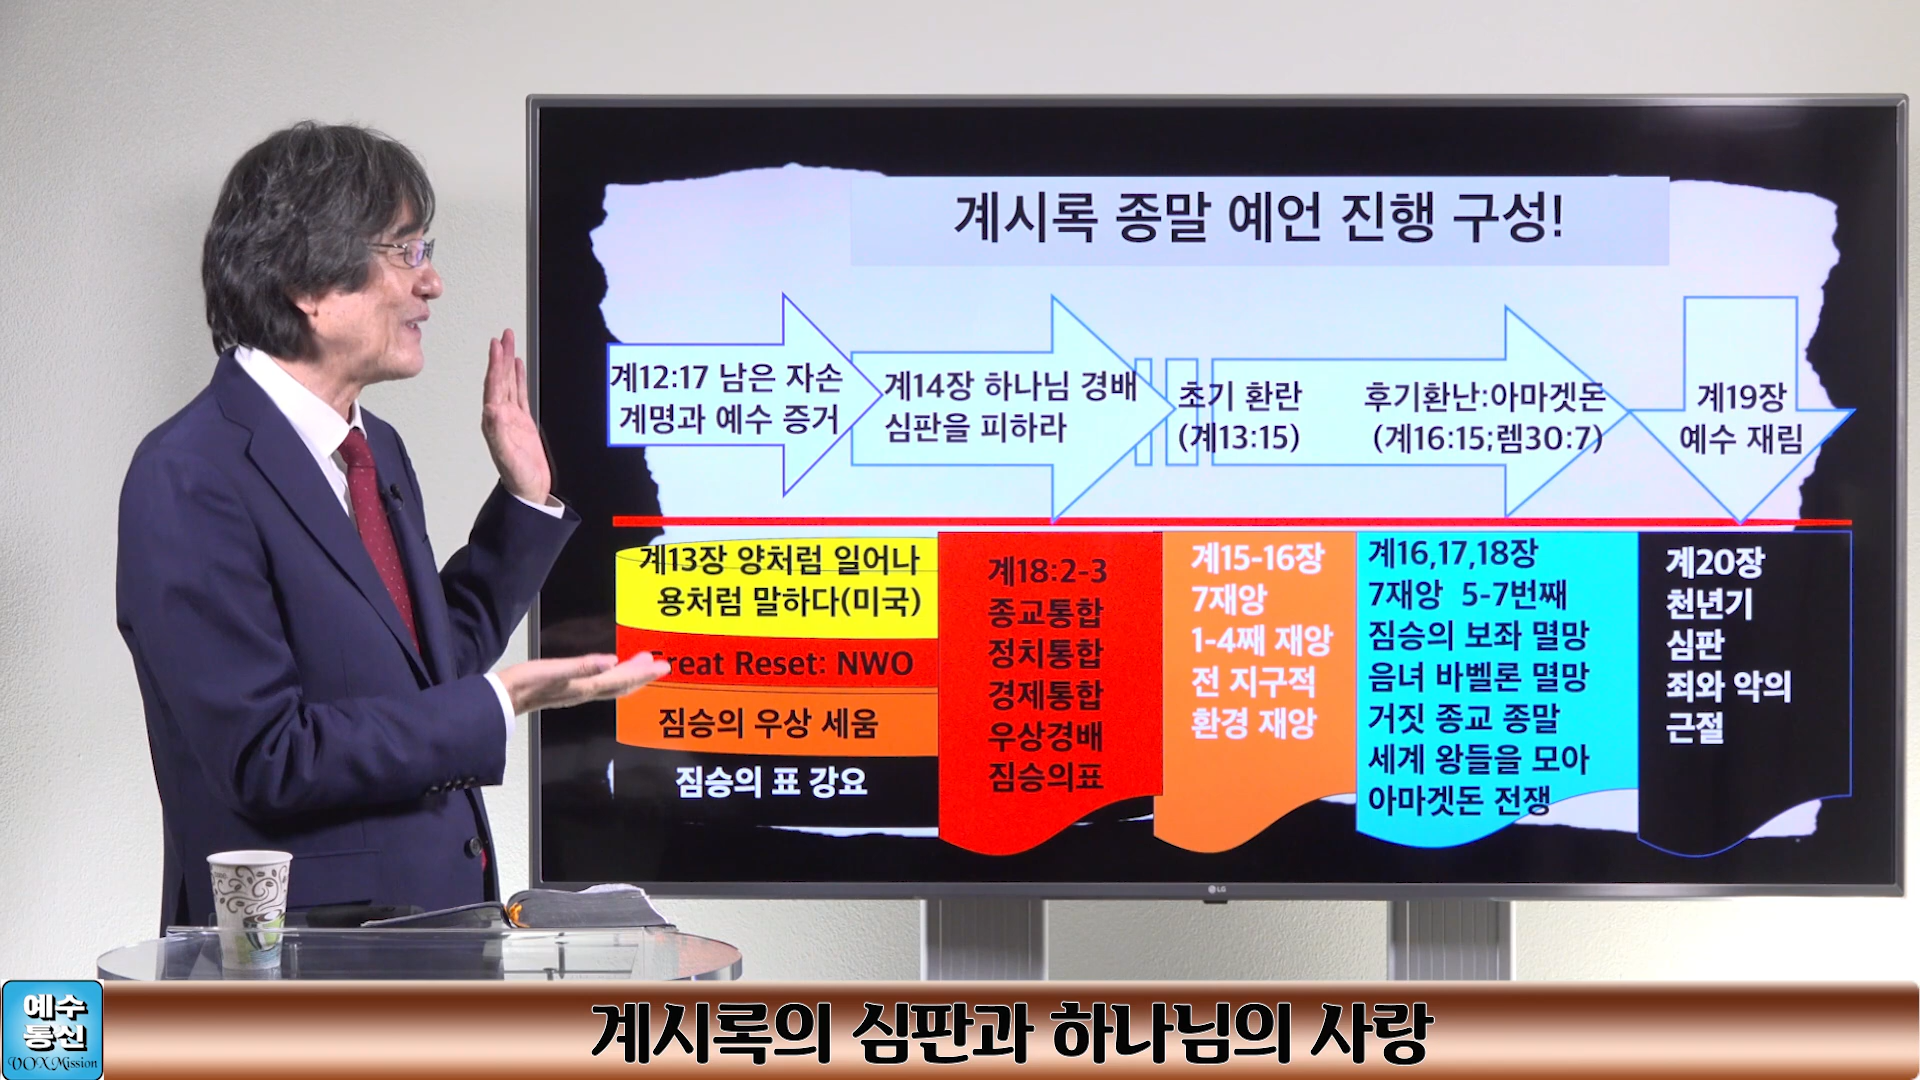 계시록 종말 예언 진행 구성!
계12:17 남은 자손
계명과 예수 증거
계14장 하나님 경배
심판을 피하라
초기 환란
(계13:15)
후기환난:아마겟돈
(계16:15;렘30:7)
계19장
예수 재림
계13장 양처럼 일어나
용처럼 말하다(미국)
Reset: NWO
짐승의 우상 세움
짐승의 표 강요
계18:2-3
종교통합
정치통합
경제통합
우상경배
짐승의표
계15-16장
7재앙
1-4째 재앙
전 지구적
환경 재앙
계16,17,18장
7재앙 5-7번째
짐승의 보좌 멸망
음녀 바벨론 멸망
거짓 종교 종말
세계 왕들을 모아
아마겟돈 전쟁
계20장
천년기
심판
죄와 악의
근절
LG
예수
통신
VOX Mission
계시록의 심판과 하나님의 사랑